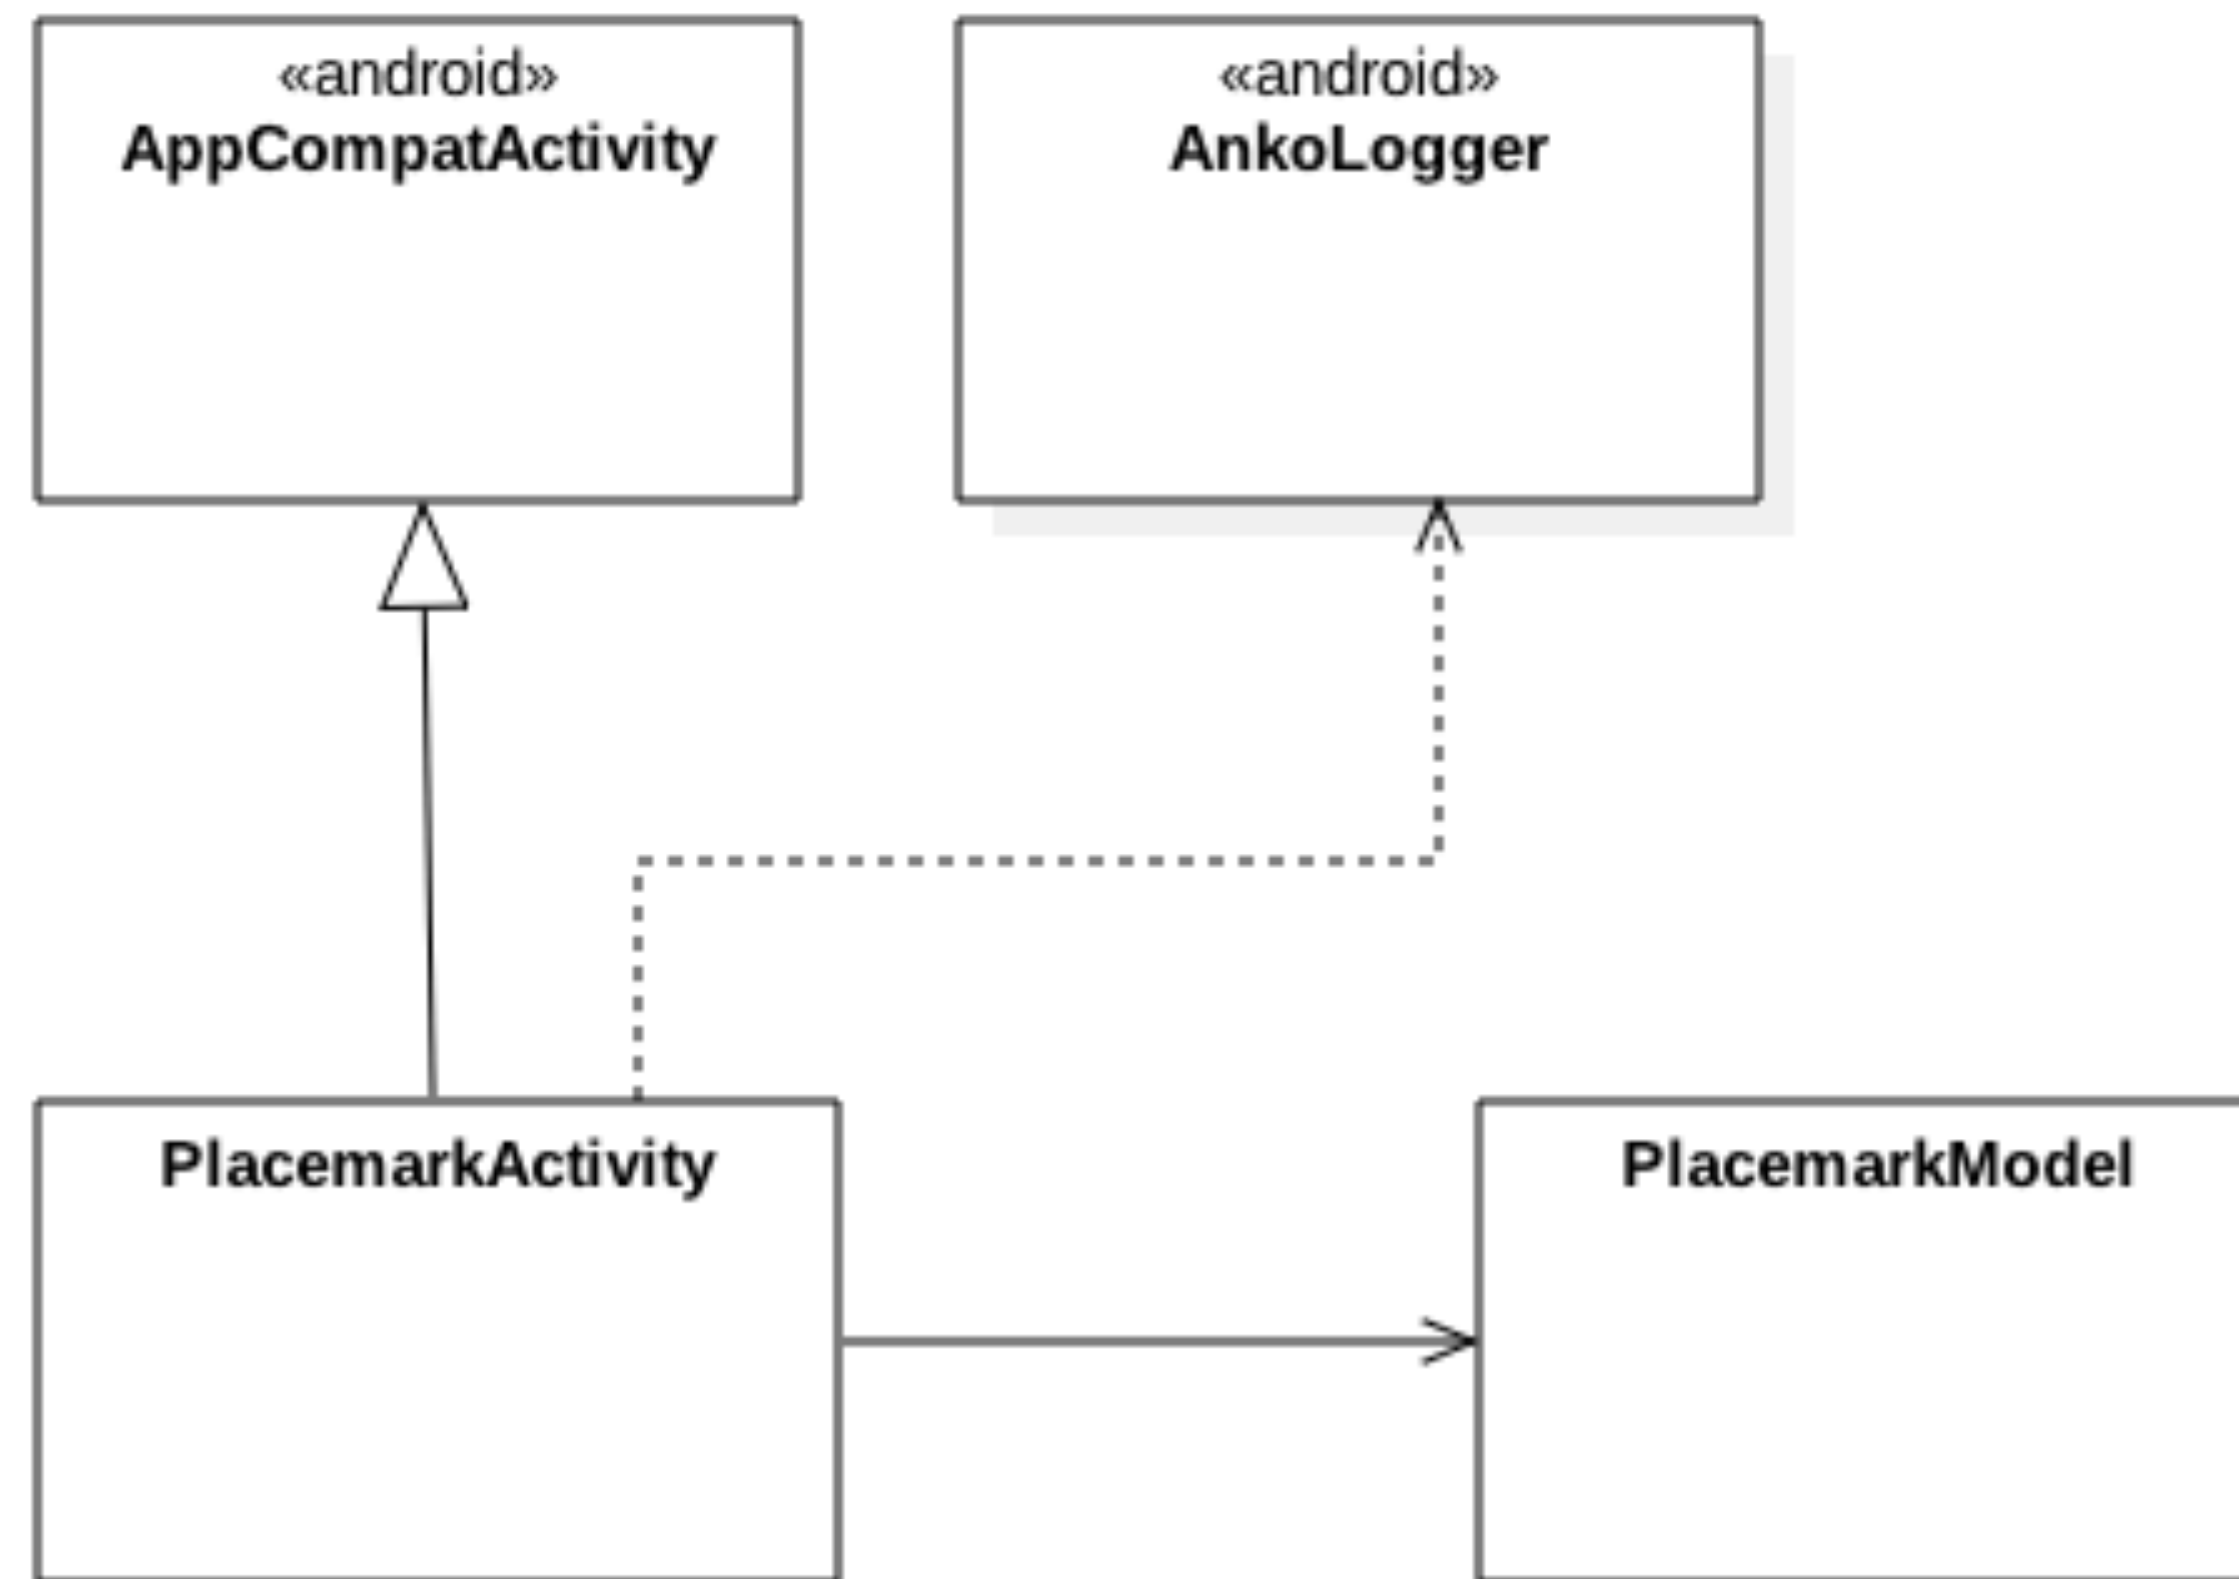 «android»
AppCompatActivity
«android»
AnkoLogger
PlacemarkActivity
PlacemarkModel